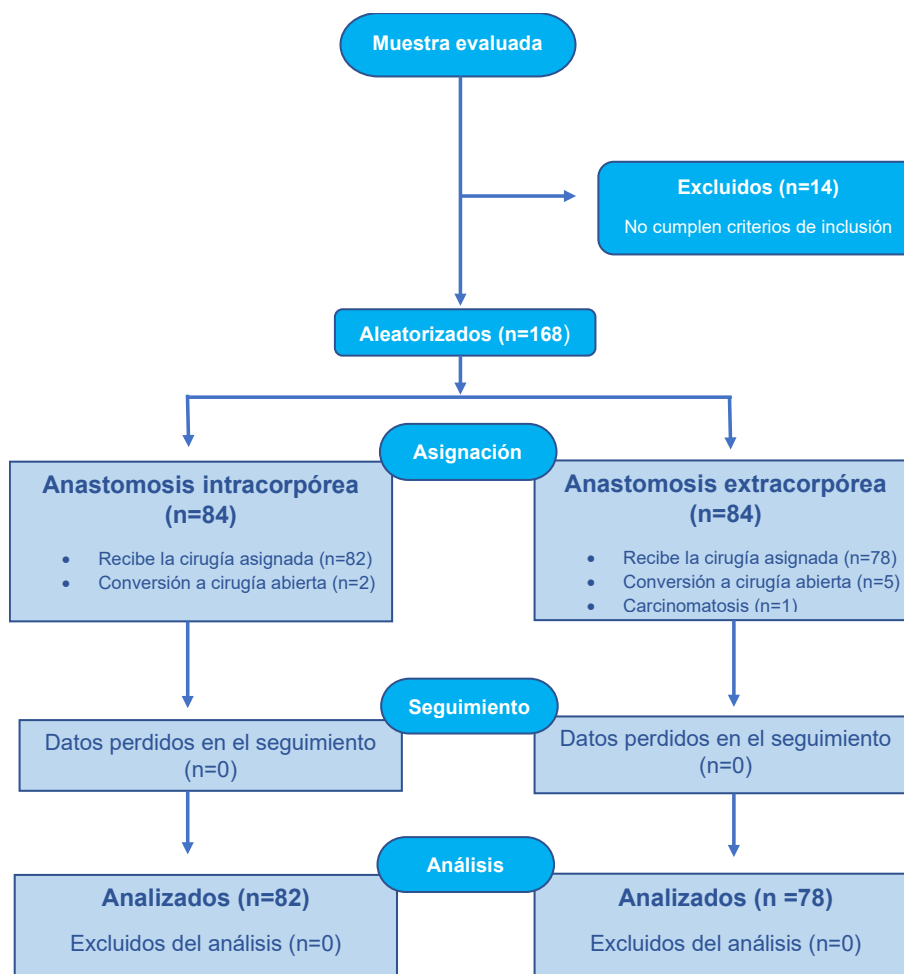 Muestra evaluada
Excluidos (n=14)
No cumplen criterios de inclusión
Aleatorizados (n=168)
Asignación
Anastomosis intracorpórea
(n=84)
• Recibe la cirugía asignada (n=82)
• Conversión a cirugía abierta (n=2)
Anastomosis extracorpórea
(n=84)
• Recibe la cirugía asignada (n=78)
• Conversión a cirugía abierta (n=5)
• Carcinomatosis (n=1)
Seguimiento
Datos perdidos en el seguimiento
(n=0)
Datos perdidos en el seguimiento
(n=0)
Análisis
Analizados (n=82)
Excluidos del análisis (n=0)
Analizados (n =78)
Excluidos del análisis (n=0)